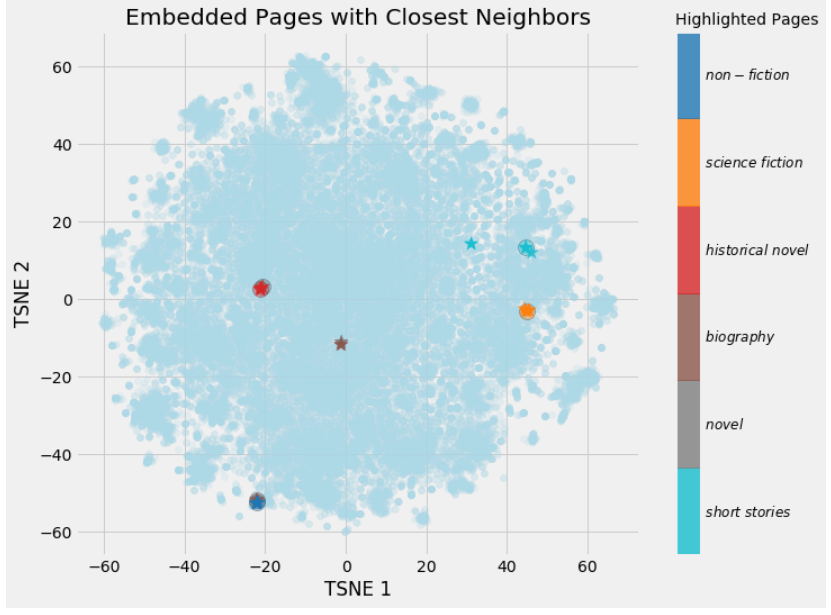 Embedded Pages with Closest Neighbors
Highlighted Pages
non − fiction
science fiction
historical novel
biography
novel
short stories
TSNE 2
60
40
20
0
−20
−40
−60
−60 −40 −20 0 20 40 60
TSNE 1